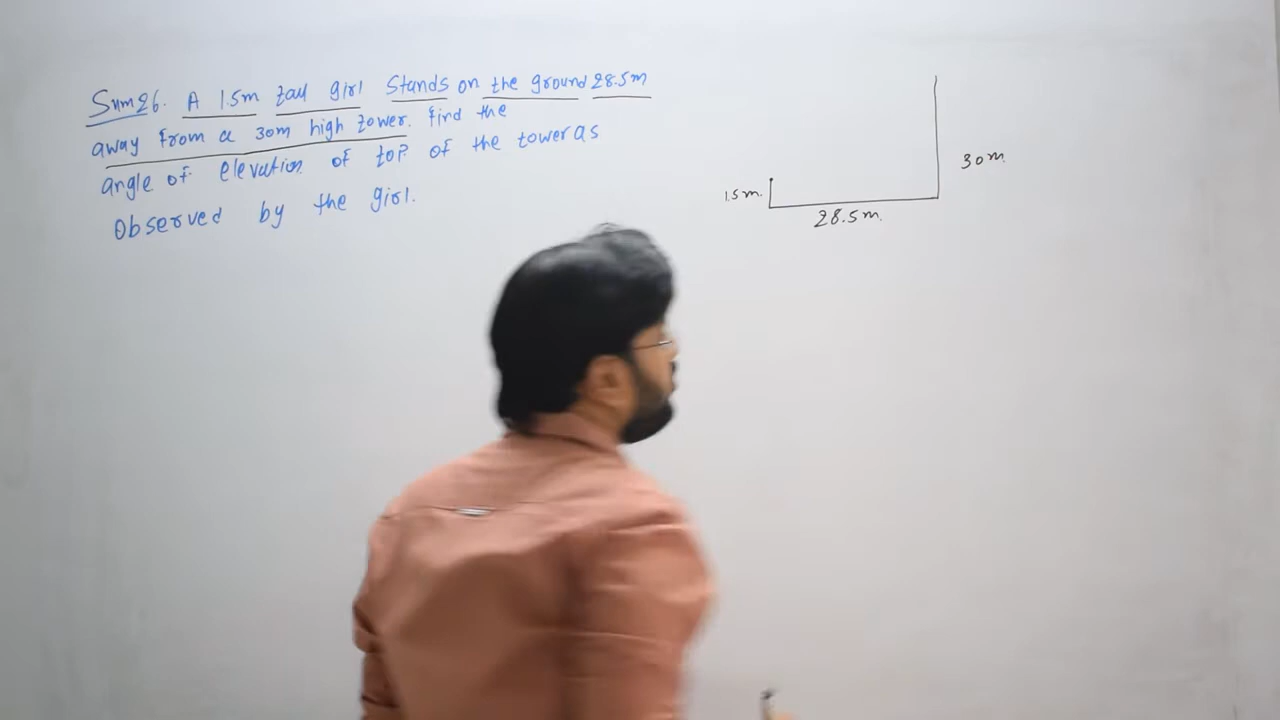 Sum 26. A 1.5m tall girl Stands on the ground 28.5m
away from a 30m high tower. find the
angle of elevation of top of the tower as
Observed by the girl.
30m.
1.5m.
28.5m.